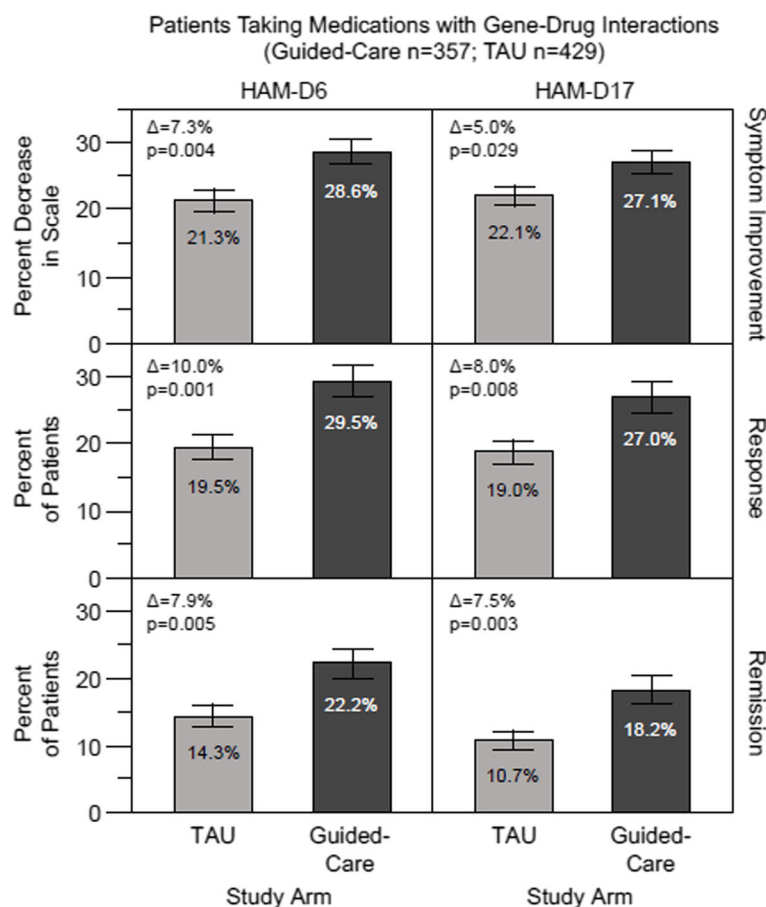 Patients Taking Medications with Gene-Drug Interactions
(Guided-Care n=357; TAU n=429)
HAM-D6
HAM-D17
Percent Decrease
in Scale
30
20
10
0
Δ=7.3%
p=0.004
21.3%
28.6%
Δ=5.0%
p=0.029
22.1%
27.1%
Symptom Improvement
Percent
of Patients
30
20
10
0
Δ=10.0%
p=0.001
19.5%
29.5%
Δ=8.0%
p=0.008
19.0%
27.0%
Response
Percent
of Patients
30
20
10
0
Δ=7.9%
p=0.005
14.3%
22.2%
Δ=7.5%
p=0.003
10.7%
18.2%
Remission
TAU
Guided-
Care
TAU
Guided-
Care
Study Arm
Study Arm